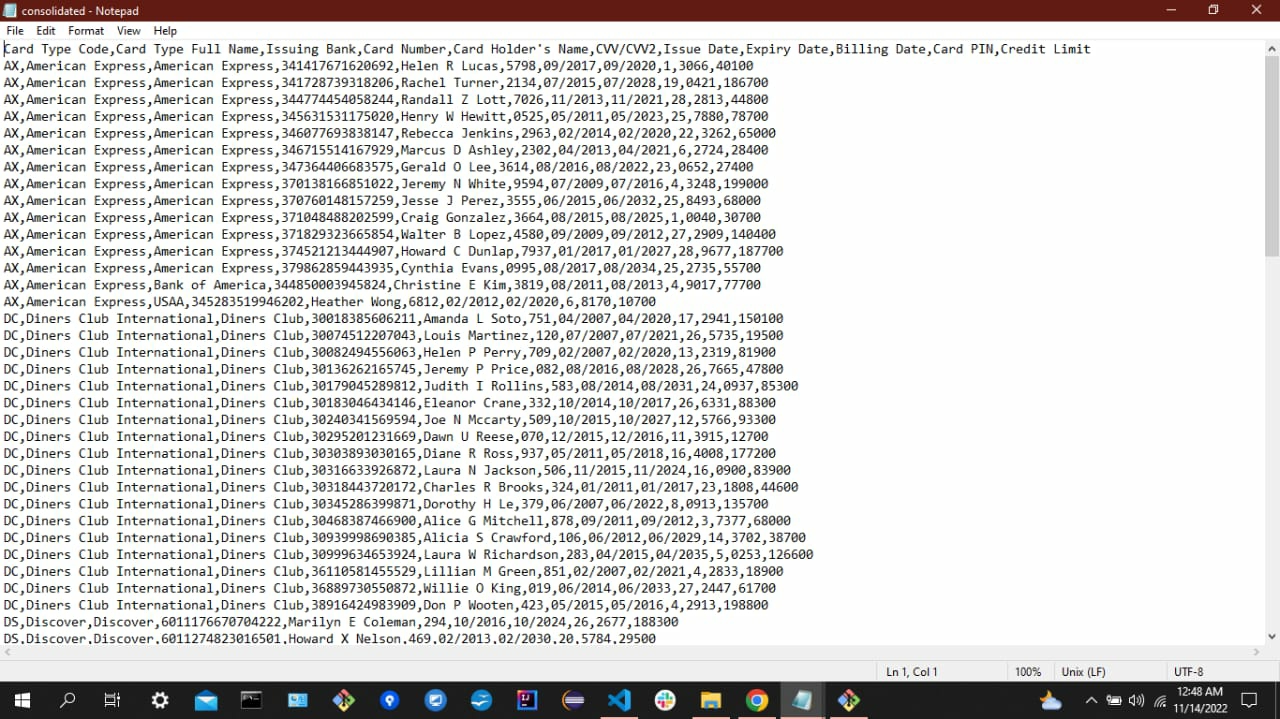 consolidated - Notepad
File Edit Format View Help
Card Type Code,Card Type Full Name,Issuing Bank,Card Number,Card Holder's Name,CVV/CVV2,Issue Date,Expiry Date,Billing Date,Card PIN,Credit Limit
AX,American Express,American Express,341417671620692,Helen R Lucas,5798,09/2017,09/2020,1,3066,40100
AX,American Express,American Express,341728739318206,Rachel Turner,2134,07/2015,07/2028,19,0421,186700
AX,American Express,American Express,344774454058244,Randall Z Lott,7026,11/2013,11/2021,28,2813,44800
AX,American Express,American Express,345631531175020,Henry W Hewitt,0525,05/2011,05/2023,25,7880,78700
AX,American Express,American Express,346077693838147,Rebecca Jenkins,2963,02/2014,02/2020,22,3262,65000
AX,American Express,American Express,346715514167929,Marcus D Ashley,2302,04/2013,04/2021,6,2724,28400
AX,American Express,American Express,347364406683575,Gerald O Lee,3614,08/2016,08/2022,23,0652,27400
AX,American Express,American Express,370138166851022,Jeremy N White,9594,07/2009,07/2016,4,3248,199000
AX,American Express,American Express,370760148157259,Jesse J Perez,3555,06/2015,06/2032,25,8493,68000
AX,American Express,American Express,371048488202599,Craig Gonzalez,3664,08/2015,08/2025,1,0040,30700
AX,American Express,American Express,371829323665854,Walter B Lopez,4580,09/2009,09/2012,27,2909,140400
AX,American Express,American Express,374521213444907,Howard C Dunlap,7937,01/2017,01/2027,28,9677,187700
AX,American Express,American Express,379862859443935,Cynthia Evans,0995,08/2017,08/2034,25,2735,55700
AX,American Express,Bank of America,344850003945824,Christine E Kim,3819,08/2011,08/2013,4,9017,77700
AX,American Express,USAA,345283519946202,Heather Wong,6812,02/2012,02/2020,6,8170,10700
DC,Diners Club International,Diners Club,30018385606211,Amanda L Soto,751,04/2007,04/2020,17,2941,150100
DC,Diners Club International,Diners Club,30074512207043,Louis Martinez,120,07/2007,07/2021,26,5735,19500
DC,Diners Club International,Diners Club,30082494556063,Helen P Perry,709,02/2007,02/2020,13,2319,81900
DC,Diners Club International,Diners Club,30136262165745,Jeremy P Price,082,08/2016,08/2028,26,7665,47800
DC,Diners Club International,Diners Club,30179045289812,Judith I Rollins,583,08/2014,08/2031,24,0937,85300
DC,Diners Club International,Diners Club,30183046434146,Eleanor Crane,332,10/2014,10/2017,26,6331,88300
DC,Diners Club International,Diners Club,30240341569594,Joe N Mccarty,509,10/2015,10/2027,12,5766,93300
DC,Diners Club International,Diners Club,30295201231669,Dawn U Reese,070,12/2015,12/2016,11,3915,12700
DC,Diners Club International,Diners Club,30303893030165,Diane R Ross,937,05/2011,05/2018,16,4008,177200
DC,Diners Club International,Diners Club,30316633926872,Laura N Jackson,506,11/2015,11/2024,16,0900,83900
DC,Diners Club International,Diners Club,30318443720172,Charles R Brooks,324,01/2011,01/2017,23,1808,44600
DC,Diners Club International,Diners Club,30345286399871,Dorothy H Le,379,06/2007,06/2022,8,0913,135700
DC,Diners Club International,Diners Club,30468387466900,Alice G Mitchell,878,09/2011,09/2012,3,7377,68000
DC,Diners Club International,Diners Club,30939998690385,Alicia S Crawford,106,06/2012,06/2029,14,3702,38700
DC,Diners Club International,Diners Club,30999634653924,Laura W Richardson,283,04/2015,04/2035,5,0253,126600
DC,Diners Club International,Diners Club,36110581455529,Lillian M Green,851,02/2007,02/2021,4,2833,18900
DC,Diners Club International,Diners Club,36889730550872,Willie O King,019,06/2014,06/2033,27,2447,61700
DC,Diners Club International,Diners Club,38916424983909,Don P Wooten,423,05/2015,05/2016,4,2913,198800
DS,Discover,Discover,6011176670704222,Marilyn E Coleman,294,10/2016,10/2024,26,2677,188300
DS,Discover,Discover,6011274823016501,Howard X Nelson,469,02/2013,02/2030,20,5784,29500
Ln 1, Col 1 100% Unix (LF) UTF-8
12:48 AM
11/14/2022